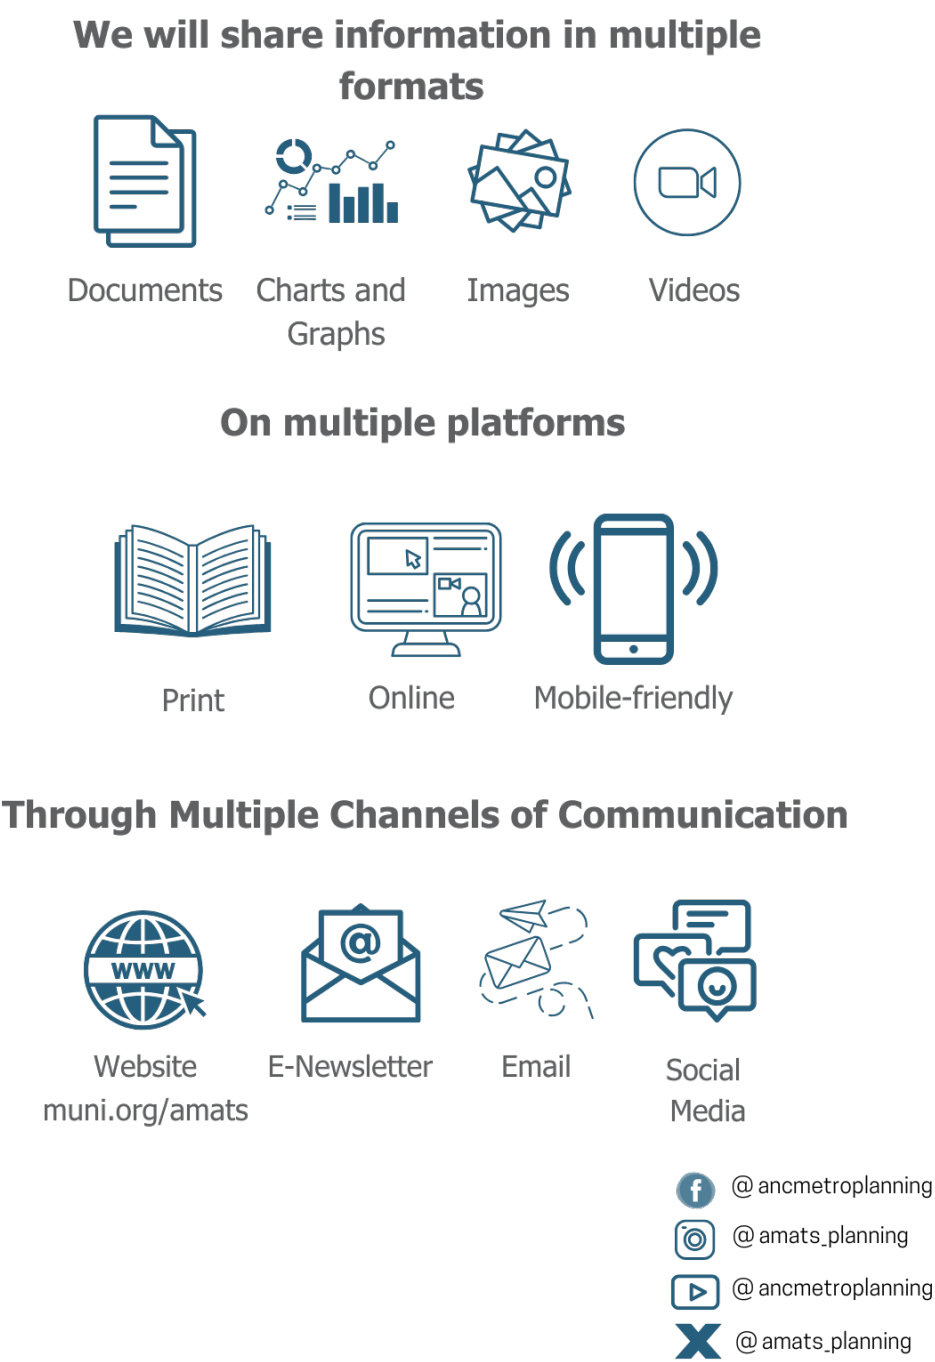 We will share information in multiple
formats
Documents
Charts and
Graphs
Images
Videos
On multiple platforms
Print
Online
Mobile-friendly
Through Multiple Channels of Communication
www
@
Website
muni.org/amats
E-Newsletter
Email
Social
Media
f
@ancmetroplanning
@amats_planning
@ancmetroplanning
X
@amats_planning